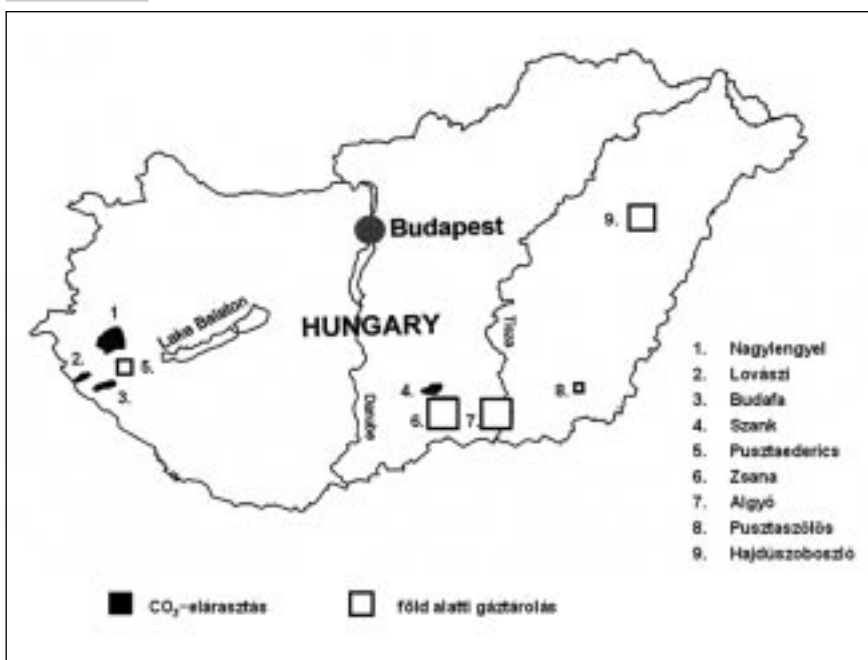 9.
Budapest
Lake Balaton
HUNGARY
Tisza
Danube
1
2.
3.
5.
4.
6.
7.
8.
1. Nagylengyel
2. Lovászi
3. Budafa
4. Szank
5. Pusztaederics
6. Zsana
7. Algyő
8. Pusztaszőlős
9. Hajdúszoboszló
CO₂-elárasztás
föld alatti gáztárolás